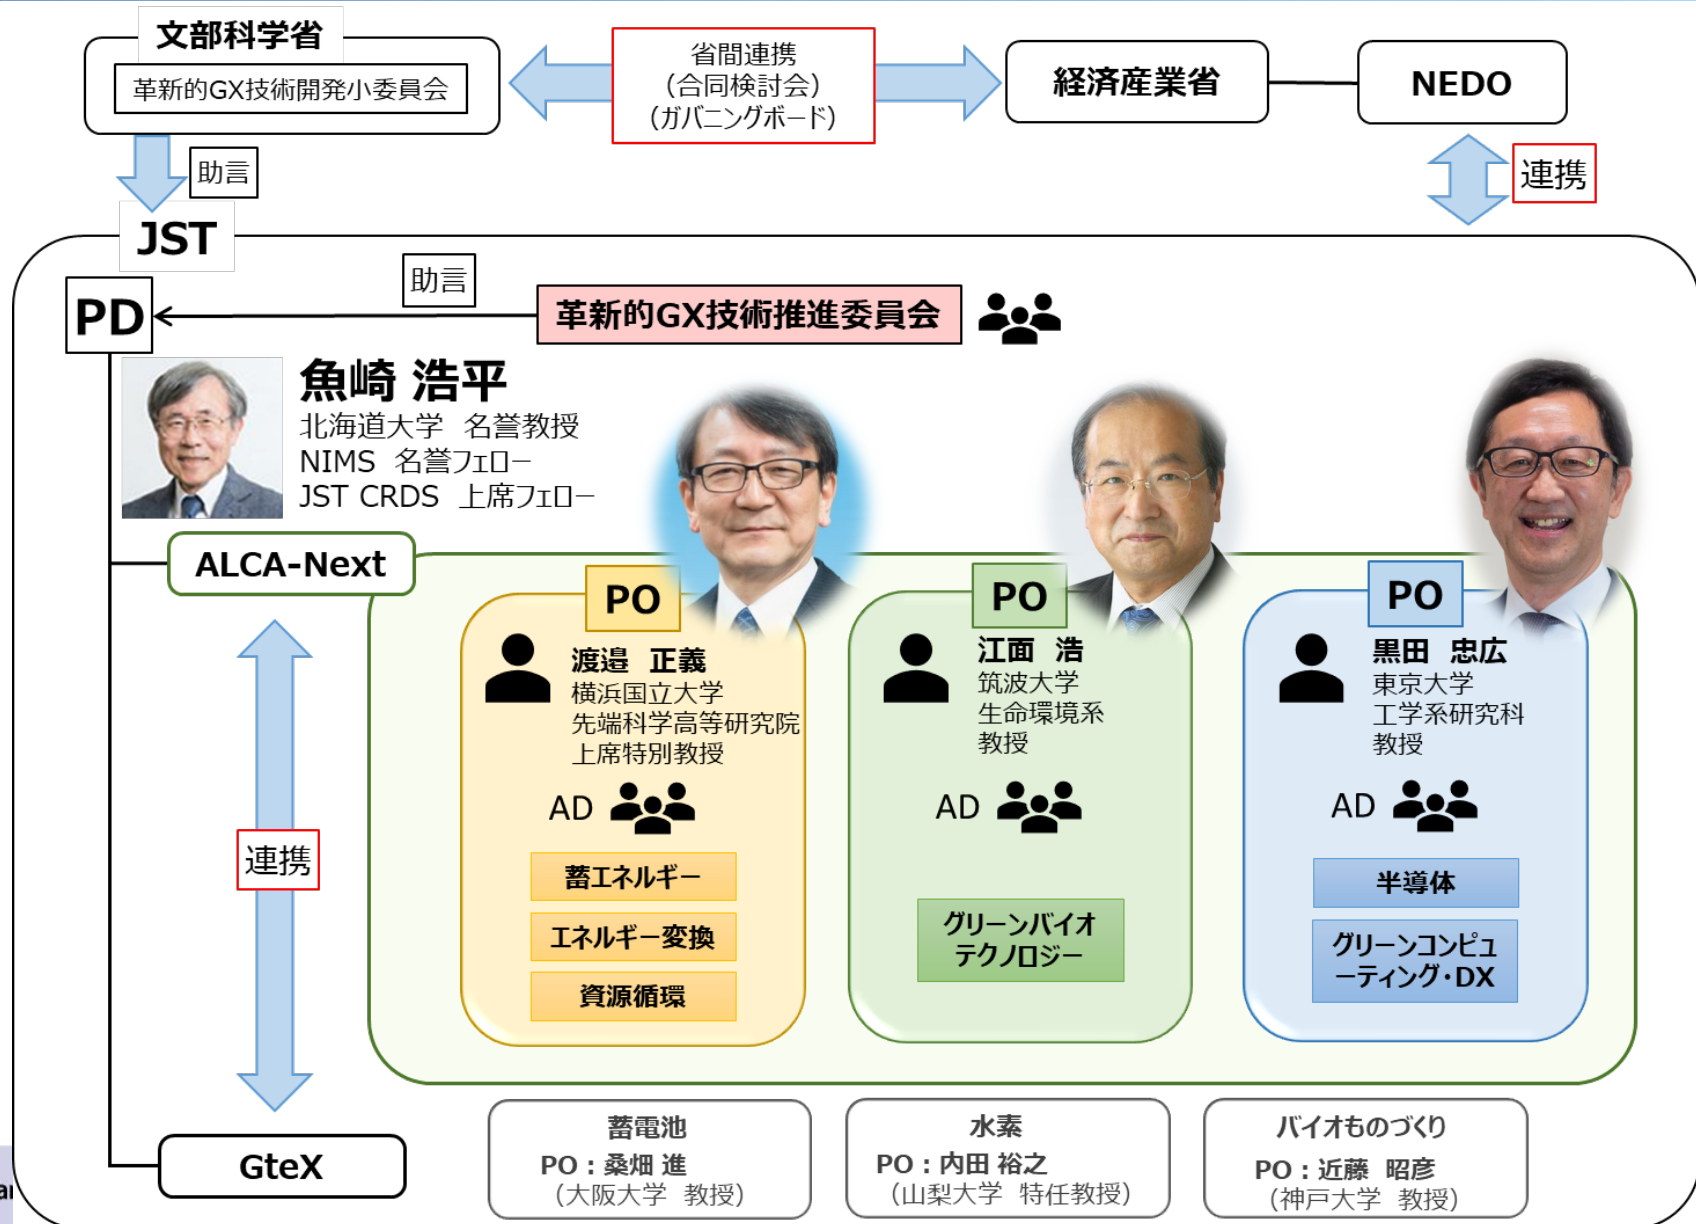 文部科学省
革新的GX技術開発小委員会
省間連携
(合同検討会)
(ガバニングボード)
経済産業省
NEDO
助言
連携
JST
PD
助言
革新的GX技術推進委員会
魚崎 浩平
北海道大学 名誉教授
NIMS 名誉フェロー
JST CRDS 上席フェロー
ALCA-Next
PO
渡邉 正義
横浜国立大学
先端科学高等研究院
上席特別教授
AD
蓄エネルギー
エネルギー変換
資源循環
PO
江面 浩
筑波大学
生命環境系
教授
AD
グリーンバイオ
テクノロジー
PO
黒田 忠広
東京大学
工学系研究科
教授
AD
半導体
グリーンコンピュ
ーティング・DX
連携
GteX
蓄電池
PO：桑畑 進
（大阪大学 教授）
水素
PO：内田 裕之
（山梨大学 特任教授）
バイオものづくり
PO：近藤 昭彦
（神戸大学 教授）